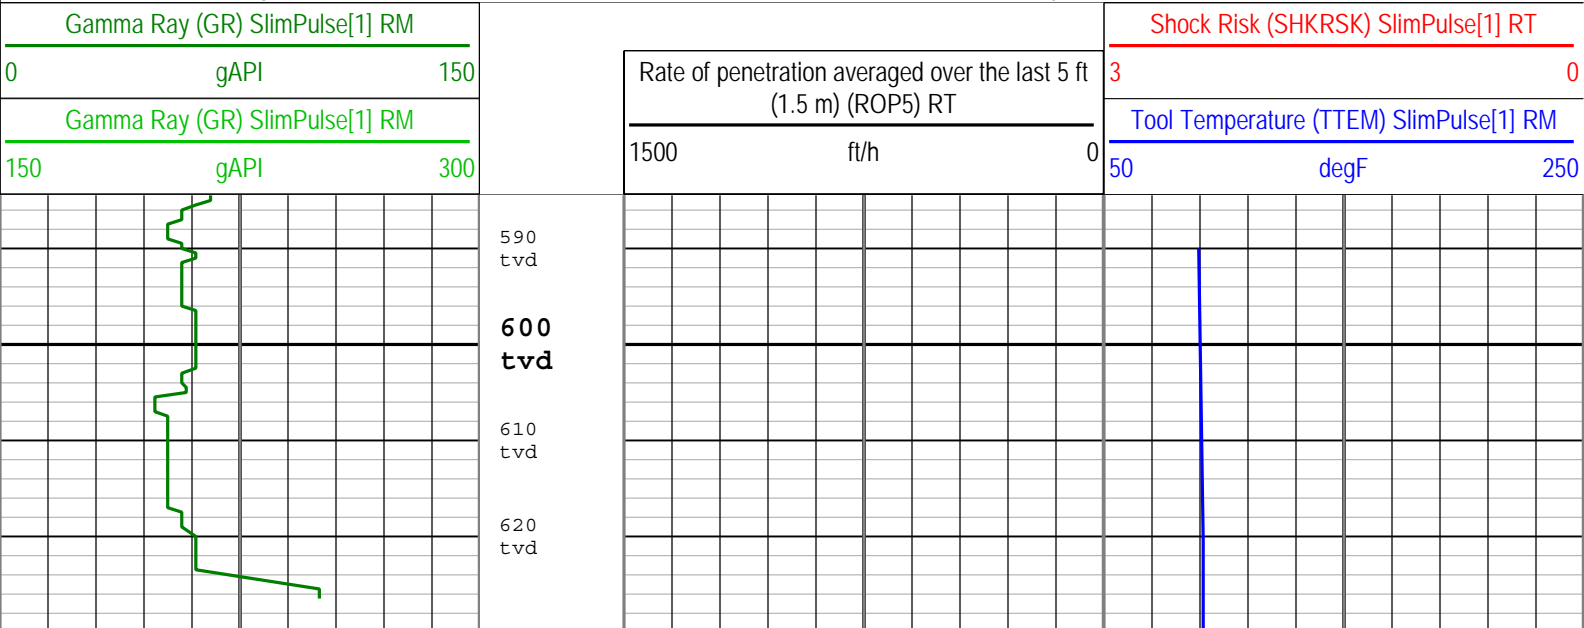 Gamma Ray (GR) SlimPulse[1] RM
0 gAPI 150
Gamma Ray (GR) SlimPulse[1] RM
150 gAPI 300
Rate of penetration averaged over the last 5 ft
(1.5 m) (ROP5) RT
1500 ft/h 0
Shock Risk (SHKRSK) SlimPulse[1] RT
3 0
Tool Temperature (TTEM) SlimPulse[1] RM
50 degF 250
590
tvd
600
tvd
610
tvd
620
tvd